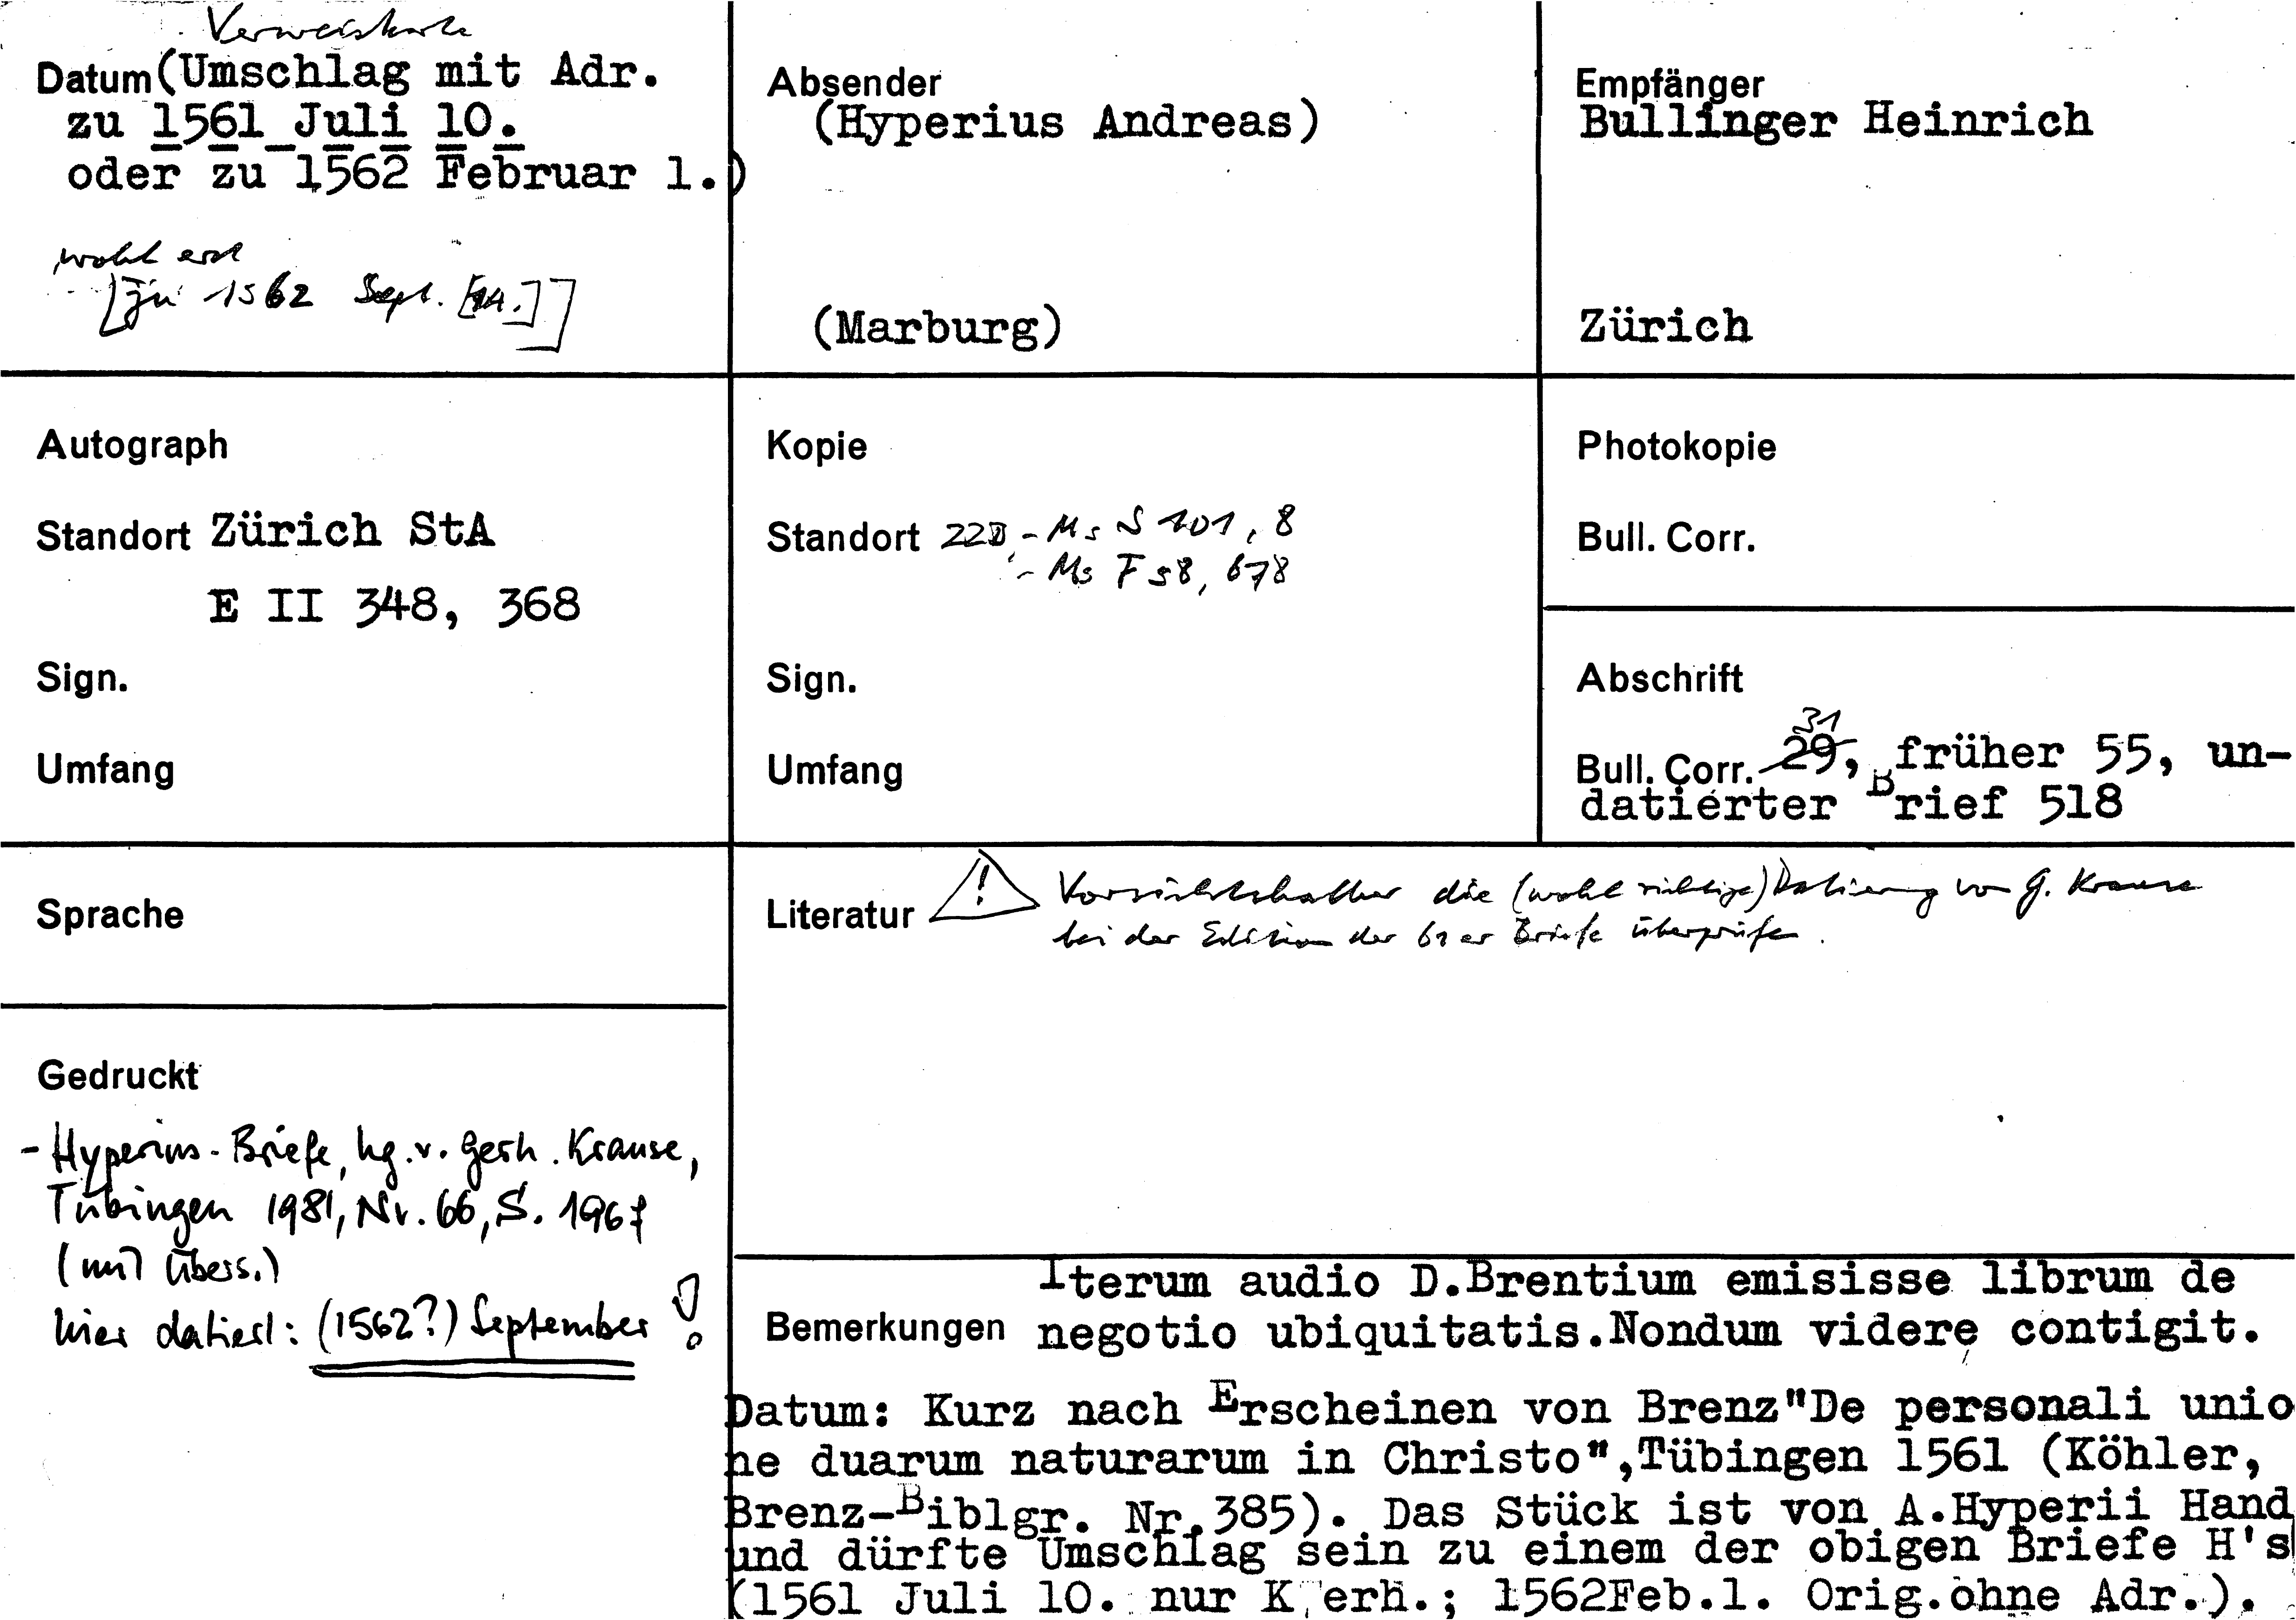 Verweiskarte
Datum (Umschlag mit Adr.
zu 1561 Juli 10.
oder zu 1562 Februar 1.)
wohl erst
[zu 1562 Sept. [14.]]
Absender
(Hyperius Andreas)
(Marburg)
Empfänger
Bullinger Heinrich
Zürich
Autograph
Standort Zürich StA
E II 348, 368
Sign.
Umfang
Kopie
Standort ZZB, - Ms S 101, 8
- Ms F 58, 678
Sign.
Umfang
Photokopie
Bull. Corr.
Abschrift
31
Bull. Corr. 29, früher 55, un-
datierter Brief 518
Sprache
Literatur ! Vorsichtshalber die (wohl richtige) Datierung von G. Krause
bei der Edition der 61er Briefe überprüfen.
Gedruckt
- Hyperius-Briefe, hg. v. Gerh. Krause,
Tübingen 1981, Nr. 66, S. 196f
(mit Übers.)
hier datiert: (1562?) September !
Iterum audio D.Brentium emisisse librum de
Bemerkungen negotio ubiquitatis.Nondum videre contigit.
Datum: Kurz nach Erscheinen von Brenz"De personali unio
ne duarum naturarum in Christo",Tübingen 1561 (Köhler,
Brenz-Biblgr. Nr.385). Das Stück ist von A.Hyperii Hand
und dürfte Umschlag sein zu einem der obigen Briefe H's
(1561 Juli 10. nur K erh.; 1562Feb.1. Orig.ohne Adr.).